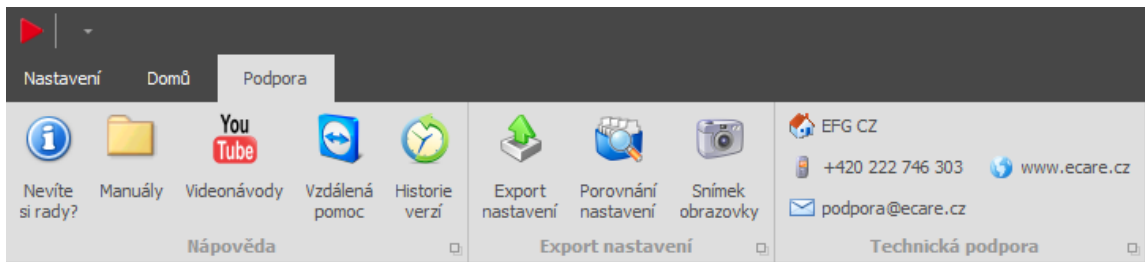 Nastavení Domů Podpora
You
Tube
EFG CZ
+420 222 746 303 www.ecare.cz
Nevíte Manuály Videonávody Vzdálená Historie Export Porovnání Snímek
si rady? pomoc verzí nastavení nastavení obrazovky
podpora@ecare.cz
Nápověda Export nastavení Technická podpora